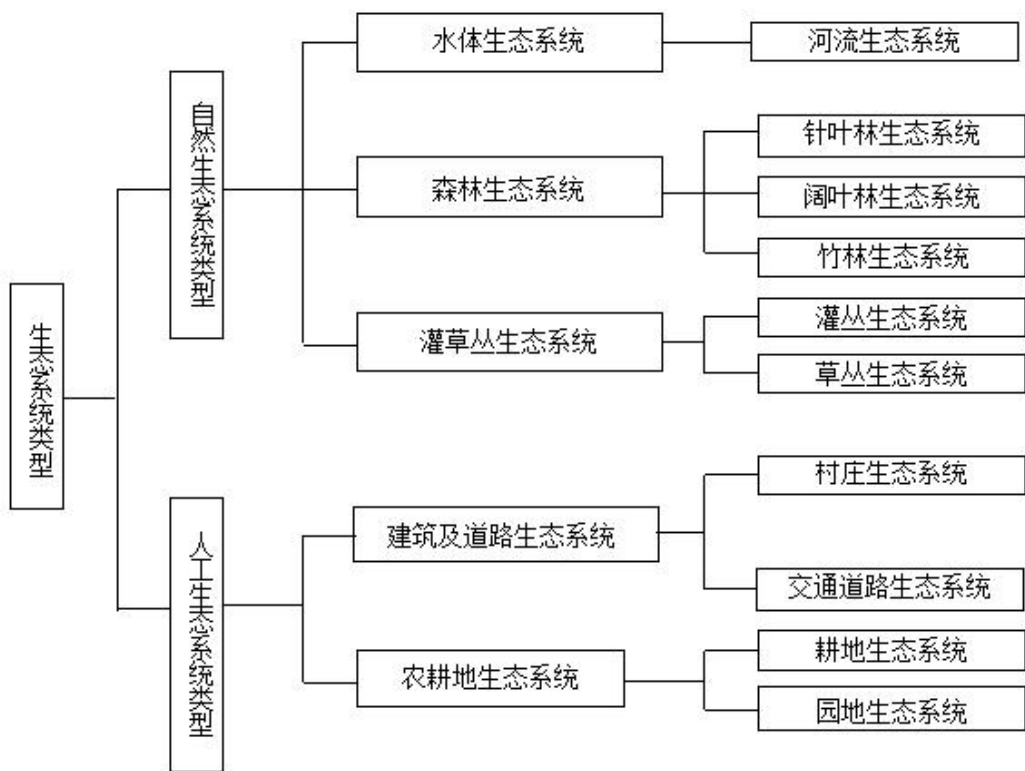 生态系统类型
自然生态系统类型
水体生态系统
河流生态系统
森林生态系统
针叶林生态系统
阔叶林生态系统
竹林生态系统
灌草丛生态系统
灌丛生态系统
草丛生态系统
人工生态系统类型
建筑及道路生态系统
村庄生态系统
交通道路生态系统
农耕地生态系统
耕地生态系统
园地生态系统